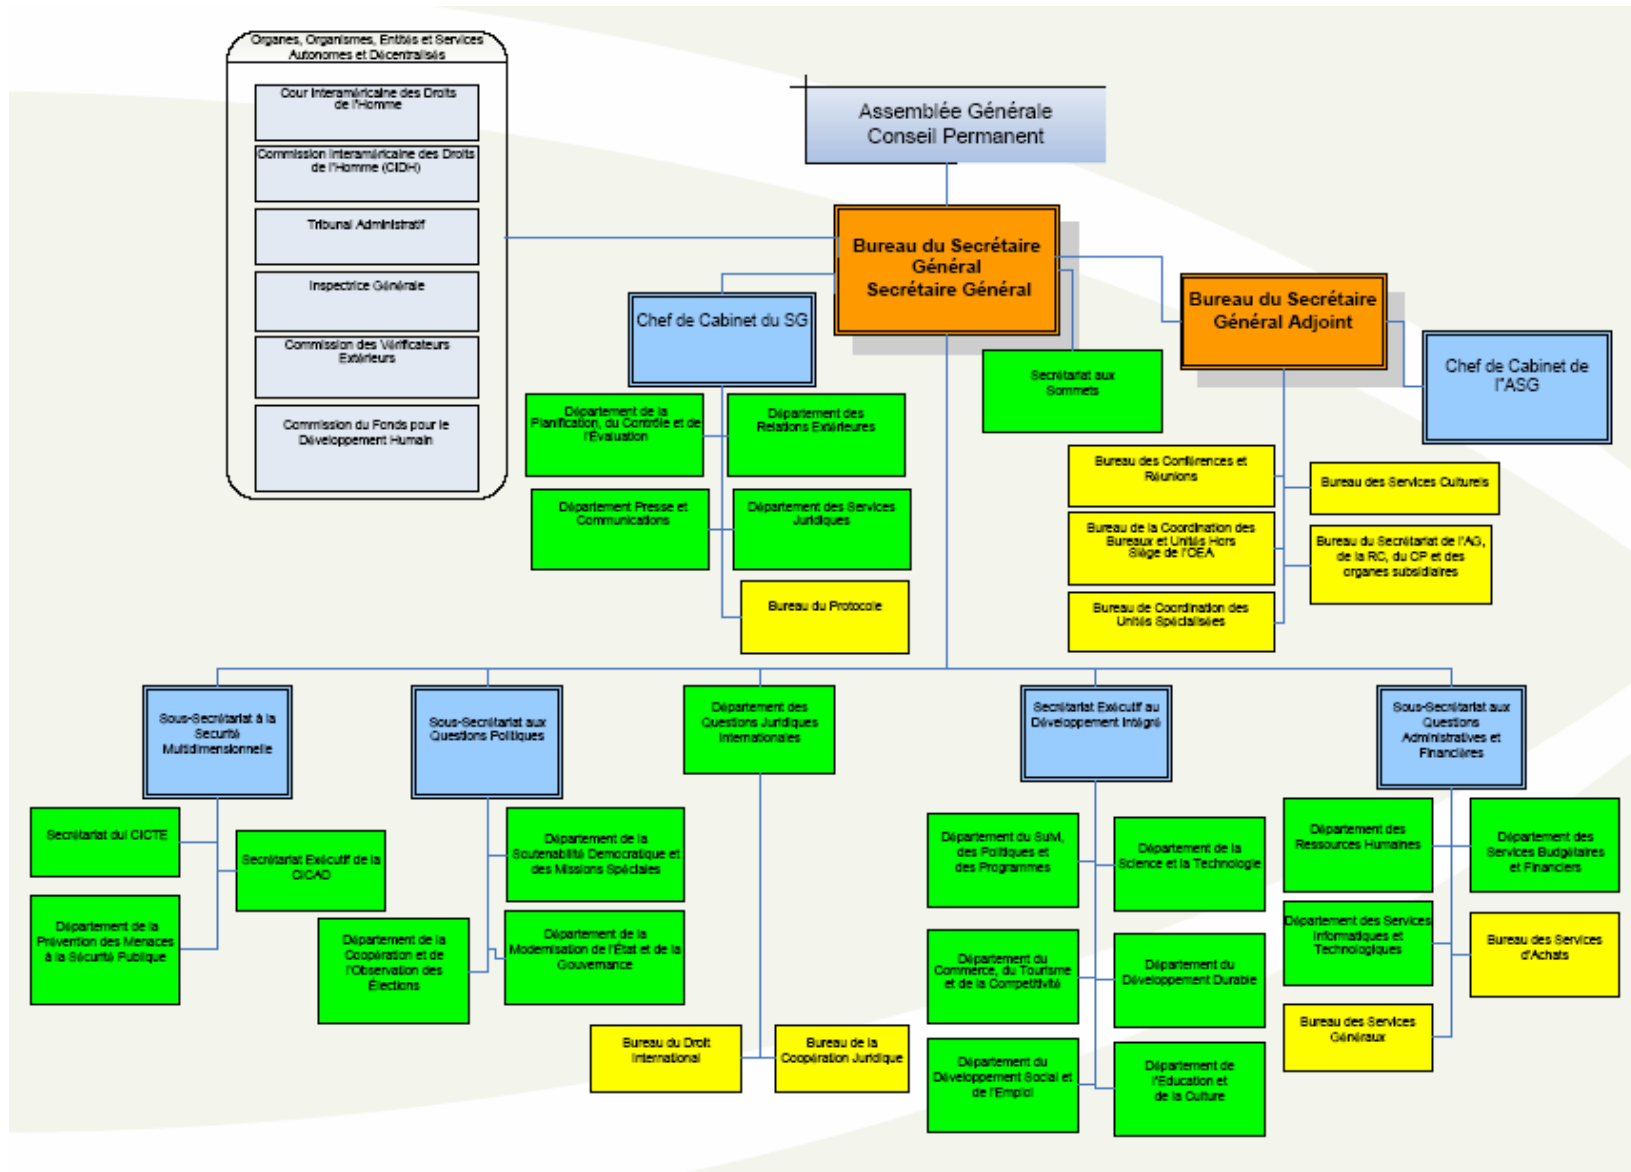 Organes, Organismes, Entités et Services
Autonomes et Décentralisés
Cour Interaméricaine des Droits
de l'Homme
Commission Interaméricaine des Droits
de l'Homme (CIDH)
Tribunal Administratif
Inspectrice Générale
Commission des Vérificateurs
Extérieurs
Commission du Fonds pour le
Développement Humain
Assemblée Générale
Conseil Permanent
Bureau du Secrétaire
Général
Secrétaire Général
Chef de Cabinet du SG
Bureau du Secrétaire
Général Adjoint
Chef de Cabinet de
l"ASG
Secrétariat aux
Sommets
Département de la
Planification, du Contrôle et de
l'Évaluation
Département des
Relations Extérieures
Département Presse et
Communications
Département des Services
Juridiques
Bureau du Protocole
Bureau des Conférences et
Réunions
Bureau des Services Culturels
Bureau de la Coordination des
Bureaux et Unités Hors
Siège de l'OEA
Bureau du Secrétariat de l'AG,
de la RC, du CP et des
organes subsidiaires
Bureau de Coordination des
Unités Spécialisées
Sous-Secrétariat à la
Securité
Multidimensionnelle
Sous-Secrétariat aux
Questions Politiques
Département des
Questions Juridiques
Internationales
Secrétariat Exécutif au
Développement Intégré
Sous-Secrétariat aux
Questions
Administratives et
Financières
Secrétariat dul CICTE
Secrétariat Exécutif de la
CICAD
Département de la
Prévention des Menaces
à la Sécurité Publique
Département de la
Soutenabilité Democratique et
des Missions Spéciales
Département de la
Coopération et de
l'Observation des
Élections
Département de la
Modernisation de l'État et de la
Gouvernance
Bureau du Droit
International
Bureau de la
Coopération Juridique
Département du Suivi,
des Politiques et
des Programmes
Département de la
Science et la Technologie
Département du
Commerce, du Tourisme
et de la Competitivité
Département du
Développement Durable
Département du
Développement Social et
de l'Emploi
Département de
l'Education et
de la Culture
Département des
Ressources Humaines
Département des
Services Budgétaires
et Financiers
Département des Services
Informatiques et
Technologiques
Bureau des Services
d'Achats
Bureau des Services
Généraux